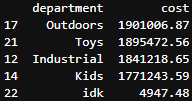 department cost
17 Outdoors 1901006.87
21 Toys 1895472.56
12 Industrial 1841218.65
14 Kids 1771243.59
22 idk 4947.48